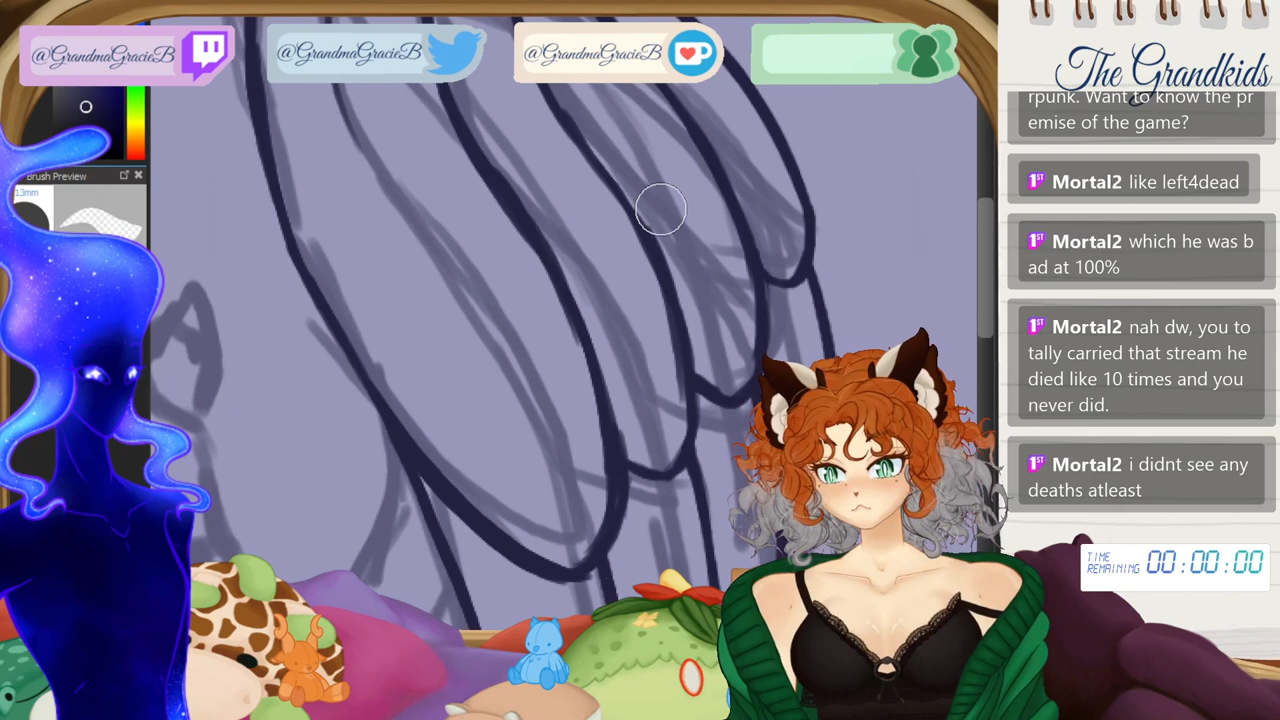 @GrandmaGracieB
@GrandmaGracieB
@GrandmaGracieB
The Grandkids
rpunk. Want to know the pr
emise of the game?
Mortal2 like left4dead
Mortal2 which he was b
ad at 100%
Mortal2 nah dw, you to
tally carried that stream he
died like 10 times and you
never did.
Mortal2 i didnt see any
deaths atleast
TIME
REMAINING 00:00:00
Brush Preview
13mm